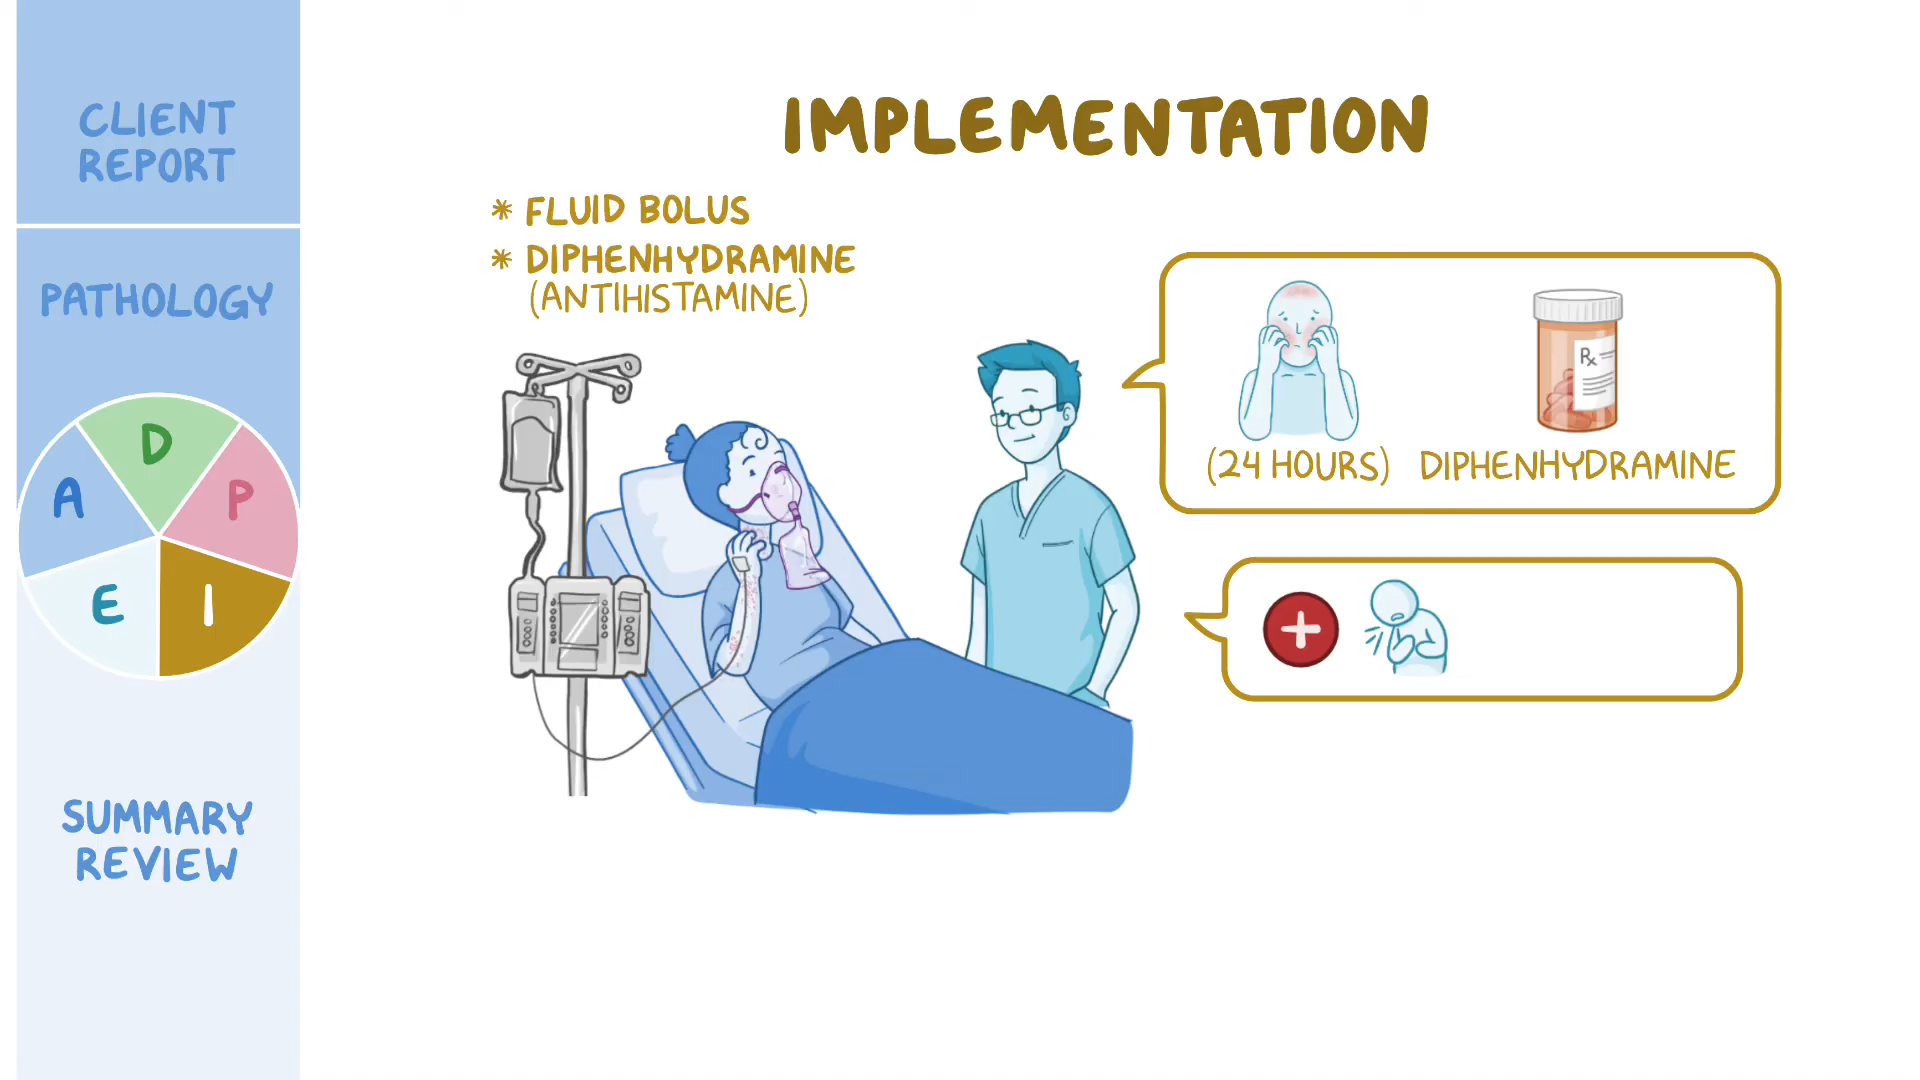 CLIENT
REPORT
PATHOLOGY
A
D
P
E
I
SUMMARY
REVIEW
IMPLEMENTATION
* FLUID BOLUS
* DIPHENHYDRAMINE
(ANTIHISTAMINE)
Rx
(24 HOURS)
DIPHENHYDRAMINE